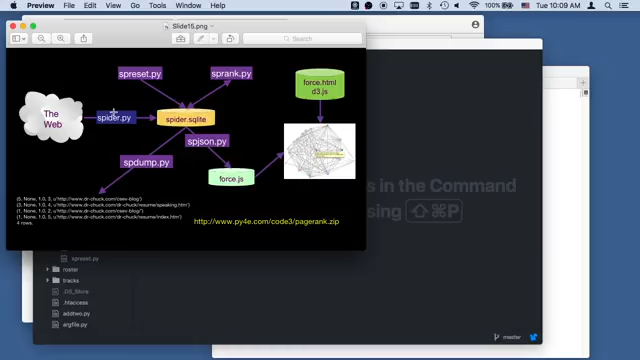 Preview File Edit View Go Tools Window Help
100% Tue 10:09 AM
Slide15.png
Search
spreset.py
sprank.py
force.html
d3.js
The
Web
spider.py
spider.sqlite
spjson.py
spdump.py
force.js
(5, None, 1.0, 3, u'http://www.dr-chuck.com/csev-blog')
(3, None, 1.0, 4, u'http://www.dr-chuck.com/dr-chuck/resume/speaking.htm')
(1, None, 1.0, 2, u'http://www.dr-chuck.com/csev-blog/')
(1, None, 1.0, 5, u'http://www.dr-chuck.com/dr-chuck/resume/index.htm')
4 rows.
http://www.py4e.com/code3/pagerank.zip
s in the Command
sing ⇧⌘P
spreset.py
roster
tracks
.DS_Store
.htaccess
addtwo.py
argfile.py
master